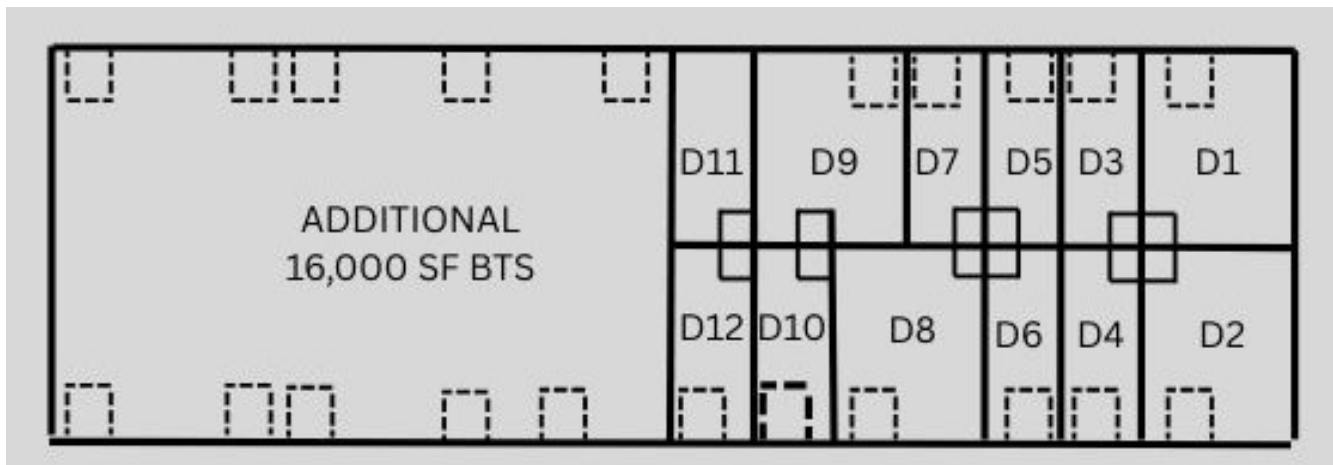 D11
D9
D7
D5
D3
D1
ADDITIONAL
16,000 SF BTS
D12
D10
D8
D6
D4
D2